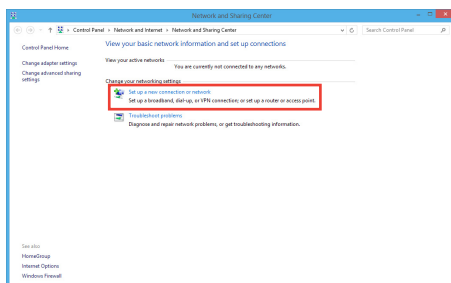 Network and Sharing Center
Control Panel › Network and Internet › Network and Sharing Center
Search Control Panel
Control Panel Home
Change adapter settings
Change advanced sharing
settings
View your basic network information and set up connections
View your active networks
You are currently not connected to any networks.
Change your networking settings
Set up a new connection or network
Set up a broadband, dial-up, or VPN connection; or set up a router or access point.
Troubleshoot problems
Diagnose and repair network problems, or get troubleshooting information.
See also
HomeGroup
Internet Options
Windows Firewall